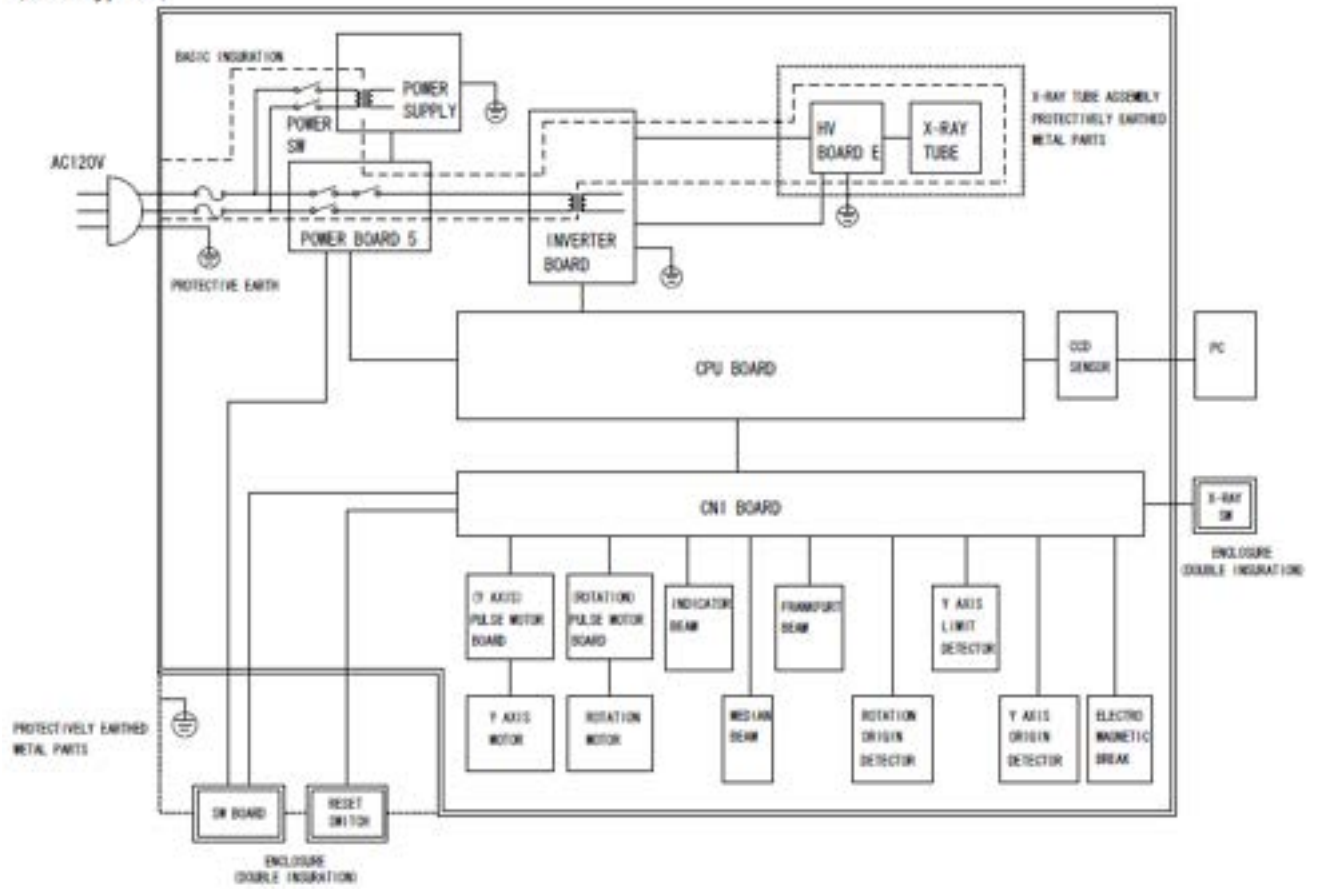 BASIC INSURATION
POWER
SUPPLY
POWER
SW
AC120V
HV
BOARD E
X-RAY
TUBE
X-RAY TUBE ASSEMBLY
PROTECTIVELY EARTHED
METAL PARTS
POWER BOARD 5
INVERTER
BOARD
PROTECTIVE EARTH
CPU BOARD
CCD
SENSOR
PC
CNI BOARD
X-RAY
SW
ENCLOSURE
(DOUBLE INSURATION)
(Y AXIS)
PULSE MOTOR
BOARD
(ROTATION)
PULSE MOTOR
BOARD
INDICATOR
BEAM
FRANKFURT
BEAM
Y AXIS
LIMIT
DETECTOR
Y AXIS
MOTOR
ROTATION
MOTOR
MEDIAN
BEAM
ROTATION
ORIGIN
DETECTOR
Y AXIS
ORIGIN
DETECTOR
ELECTRO
MAGNETIC
BREAK
PROTECTIVELY EARTHED
METAL PARTS
SW BOARD
RESET
SWITCH
ENCLOSURE
(DOUBLE INSURATION)